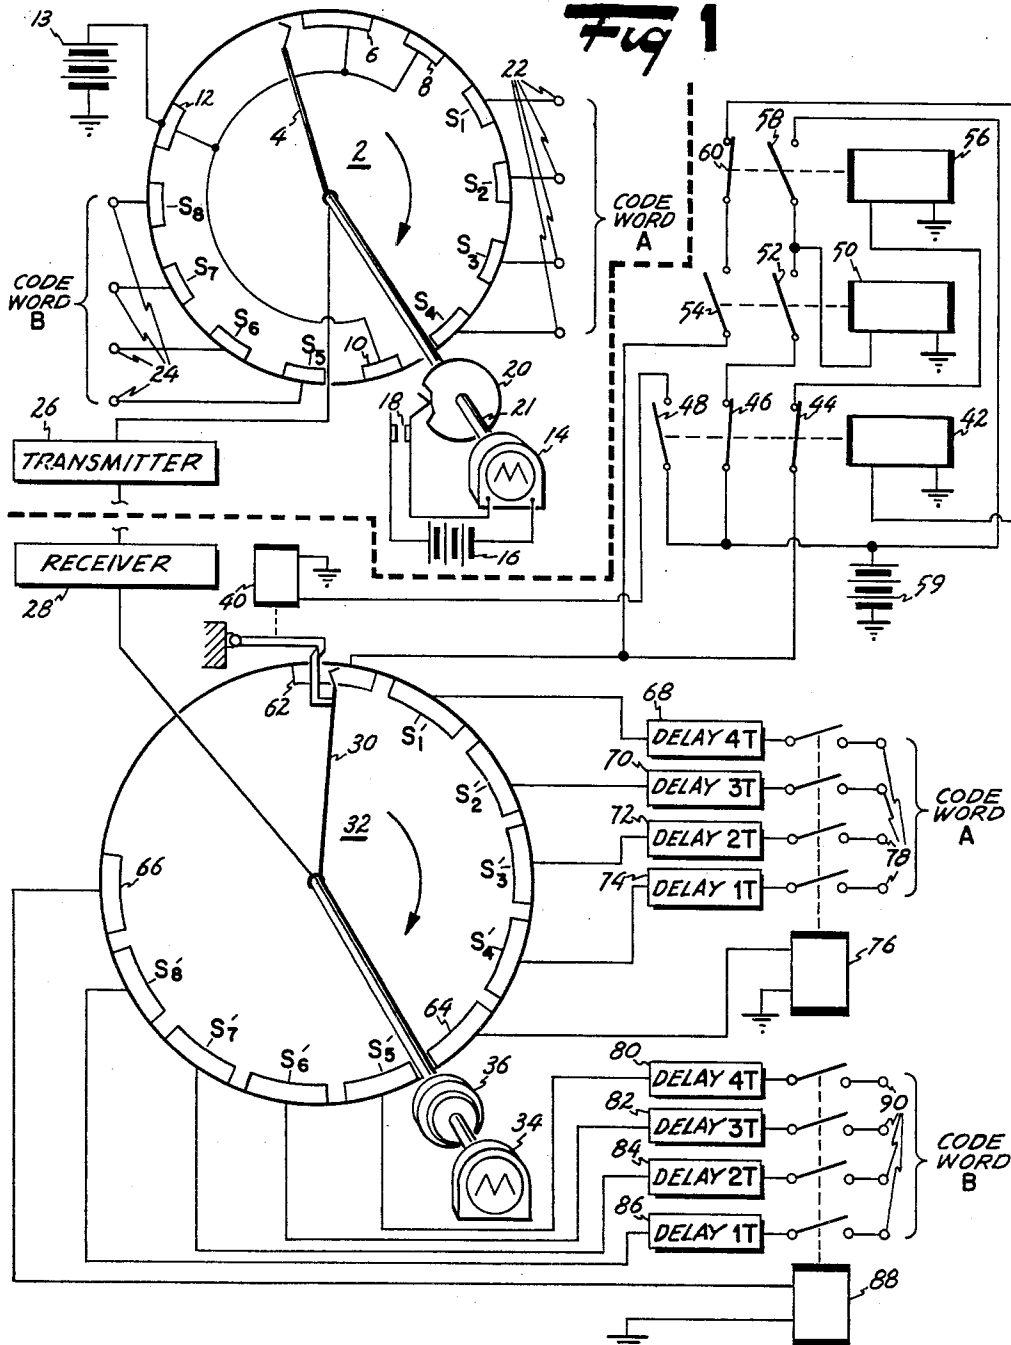 Fig 1
13
6
8
12
4
2
22
S1'
S2
S3
S4
S8
S7
S6
S5
10
CODE
WORD
A
CODE
WORD
B
24
20
21
18
14
16
26
TRANSMITTER
RECEIVER
28
60
58
56
54
52
50
48
46
44
42
59
40
62
30
32
S1'
S2'
S3'
S4'
64
66
S8'
S7'
S6'
S5'
36
34
68
DELAY 4T
70
DELAY 3T
72
DELAY 2T
74
DELAY 1T
78
CODE
WORD
A
76
80
DELAY 4T
82
DELAY 3T
84
DELAY 2T
86
DELAY 1T
90
CODE
WORD
B
88